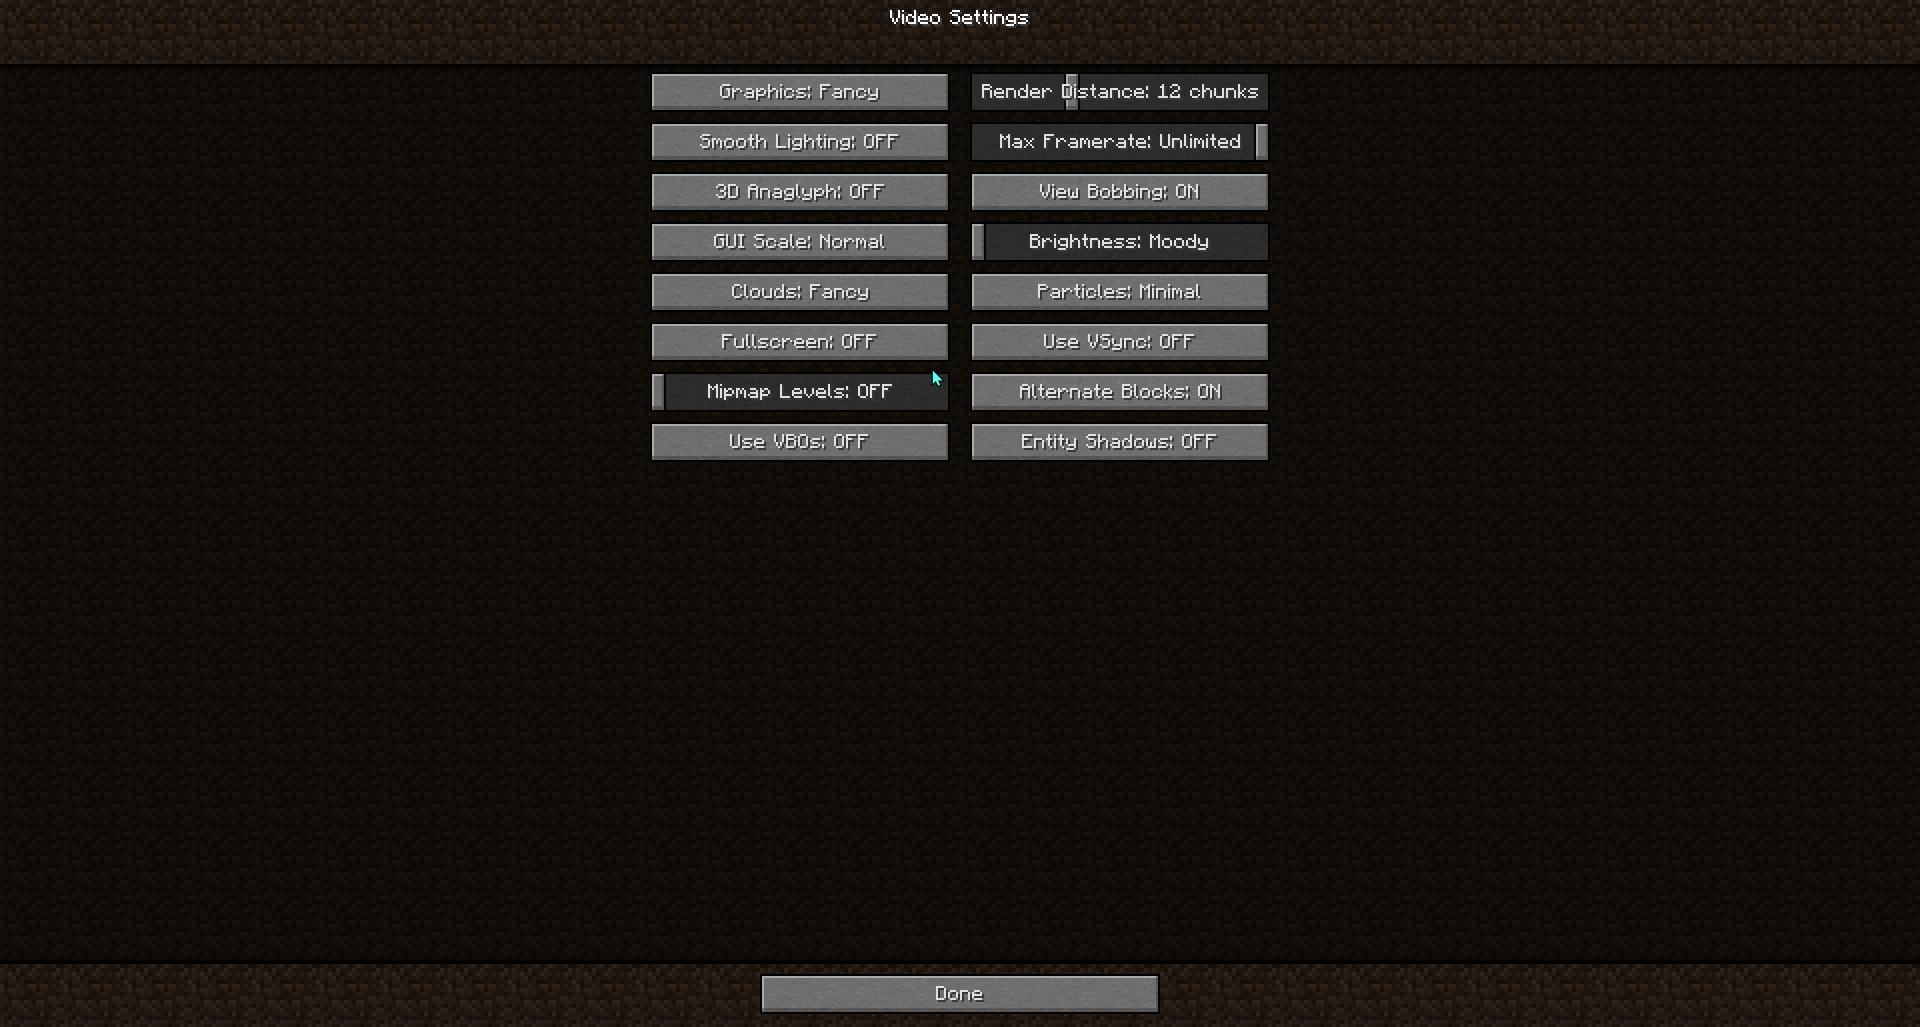 Video Settings
Graphics: Fancy
Render Distance: 12 chunks
Smooth Lighting: OFF
Max Framerate: Unlimited
3D Anaglyph: OFF
View Bobbing: ON
GUI Scale: Normal
Brightness: Moody
Clouds: Fancy
Particles: Minimal
Fullscreen: OFF
Use VSync: OFF
Mipmap Levels: OFF
Alternate Blocks: ON
Use VBOs: OFF
Entity Shadows: OFF
Done